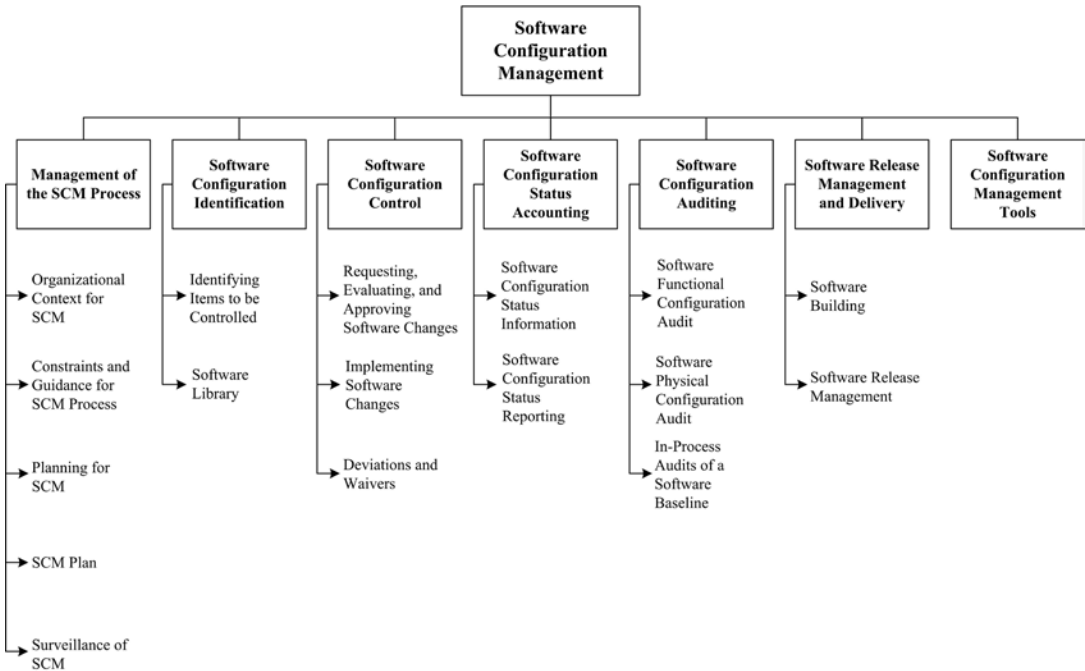 Software
Configuration
Management
Management of
the SCM Process
Software
Configuration
Identification
Software
Configuration
Control
Software
Configuration
Status
Accounting
Software
Configuration
Auditing
Software Release
Management
and Delivery
Software
Configuration
Management
Tools
Organizational
Context for
SCM
Constraints and
Guidance for
SCM Process
Planning for
SCM
SCM Plan
Surveillance of
SCM
Identifying
Items to be
Controlled
Software
Library
Requesting,
Evaluating, and
Approving
Software Changes
Implementing
Software
Changes
Deviations and
Waivers
Software
Configuration
Status
Information
Software
Configuration
Status
Reporting
Software
Functional
Configuration
Audit
Software
Physical
Configuration
Audit
In-Process
Audits of a
Software
Baseline
Software
Building
Software Release
Management